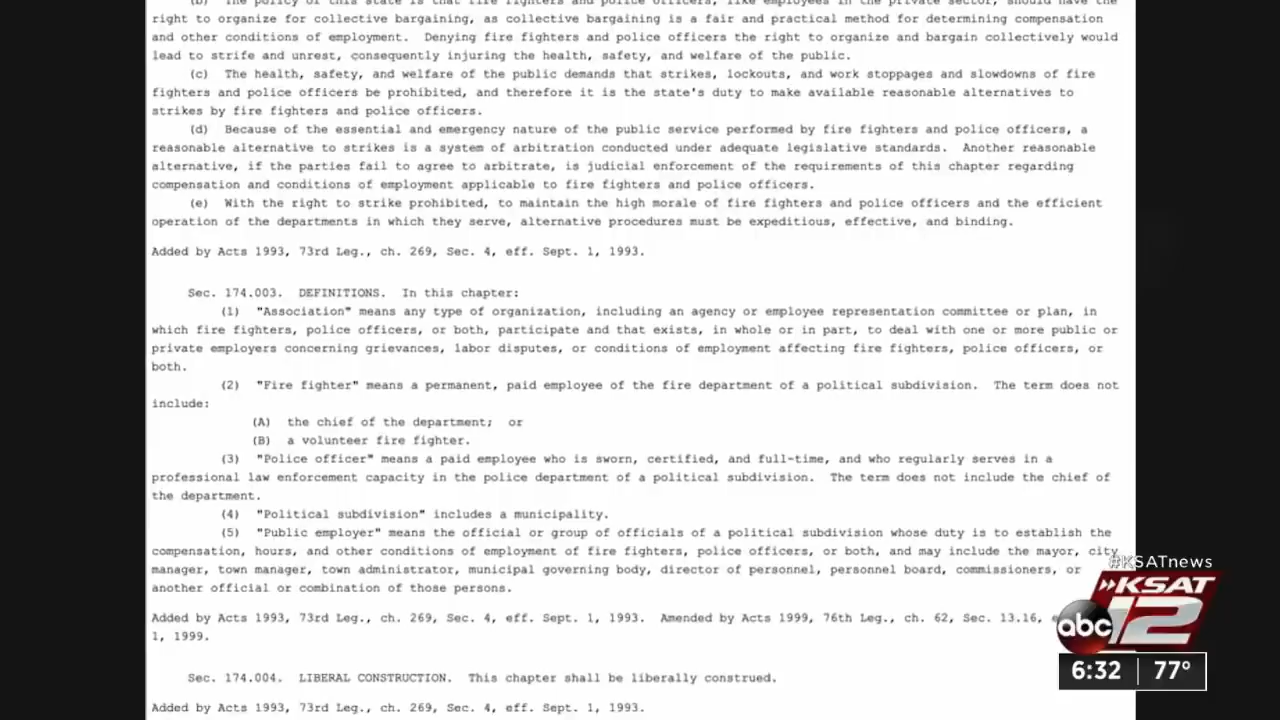 (b) The policy of this state is that fire fighters and police officers, like employees in the private sector, should have the
right to organize for collective bargaining, as collective bargaining is a fair and practical method for determining compensation
and other conditions of employment. Denying fire fighters and police officers the right to organize and bargain collectively would
lead to strife and unrest, consequently injuring the health, safety, and welfare of the public.
(c) The health, safety, and welfare of the public demands that strikes, lockouts, and work stoppages and slowdowns of fire
fighters and police officers be prohibited, and therefore it is the state's duty to make available reasonable alternatives to
strikes by fire fighters and police officers.
(d) Because of the essential and emergency nature of the public service performed by fire fighters and police officers, a
reasonable alternative to strikes is a system of arbitration conducted under adequate legislative standards. Another reasonable
alternative, if the parties fail to agree to arbitrate, is judicial enforcement of the requirements of this chapter regarding
compensation and conditions of employment applicable to fire fighters and police officers.
(e) With the right to strike prohibited, to maintain the high morale of fire fighters and police officers and the efficient
operation of the departments in which they serve, alternative procedures must be expeditious, effective, and binding.
Added by Acts 1993, 73rd Leg., ch. 269, Sec. 4, eff. Sept. 1, 1993.
Sec. 174.003. DEFINITIONS. In this chapter:
(1) "Association" means any type of organization, including an agency or employee representation committee or plan, in
which fire fighters, police officers, or both, participate and that exists, in whole or in part, to deal with one or more public or
private employers concerning grievances, labor disputes, or conditions of employment affecting fire fighters, police officers, or
both.
(2) "Fire fighter" means a permanent, paid employee of the fire department of a political subdivision. The term does not
include:
(A) the chief of the department; or
(B) a volunteer fire fighter.
(3) "Police officer" means a paid employee who is sworn, certified, and full-time, and who regularly serves in a
professional law enforcement capacity in the police department of a political subdivision. The term does not include the chief of
the department.
(4) "Political subdivision" includes a municipality.
(5) "Public employer" means the official or group of officials of a political subdivision whose duty is to establish the
compensation, hours, and other conditions of employment of fire fighters, police officers, or both, and may include the mayor, city
manager, town manager, town administrator, municipal governing body, director of personnel, personnel board, commissioners, or
another official or combination of those persons.
Added by Acts 1993, 73rd Leg., ch. 269, Sec. 4, eff. Sept. 1, 1993. Amended by Acts 1999, 76th Leg., ch. 62, Sec. 13.16,
1, 1999.
Sec. 174.004. LIBERAL CONSTRUCTION. This chapter shall be liberally construed.
Added by Acts 1993, 73rd Leg., ch. 269, Sec. 4, eff. Sept. 1, 1993.
#KSATnews
KSAT
abc 12
6:32 77°